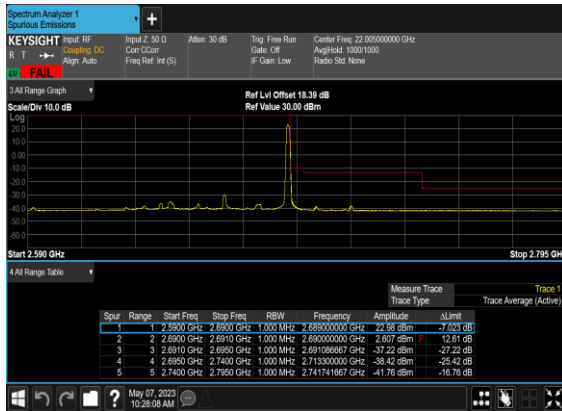 Spectrum Analyzer 1
Spurious Emissions
+
KEYSIGHT Input: RF Input Z: 50 Ω Atten: 30 dB Trig: Free Run Center Freq: 22.005000000 GHz
R T Coupling: DC Corr CCorr Gate: Off Avg|Hold: 1000/1000
Align: Auto Freq Ref: Int (S) IF Gain: Low Radio Std: None
FAIL
3 All Range Graph
Ref Lvl Offset 18.39 dB
Scale/Div 10.0 dB Ref Value 30.00 dBm
Log
20.0
10.0
0.00
-10.0
-20.0
-30.0
-40.0
-50.0
-60.0
Start 2.590 GHz Stop 2.795 GH
4 All Range Table
Measure Trace Trace 1
Trace Type Trace Average (Active)
Spur Range Start Freq Stop Freq RBW Frequency Amplitude ΔLimit
1 1 2.5900 GHz 2.6900 GHz 1.000 MHz 2.689000000 GHz 22.98 dBm -7.023 dB
2 2 2.6900 GHz 2.6910 GHz 1.000 MHz 2.690000000 GHz 2.607 dBm F 12.61 dB
3 3 2.6910 GHz 2.6950 GHz 1.000 MHz 2.691086667 GHz -37.22 dBm -27.22 dB
4 4 2.6950 GHz 2.7400 GHz 1.000 MHz 2.713300000 GHz -38.42 dBm -25.42 dB
5 5 2.7400 GHz 2.7950 GHz 1.000 MHz 2.741741667 GHz -41.76 dBm -16.76 dB
? May 07, 2023
10:28:08 AM